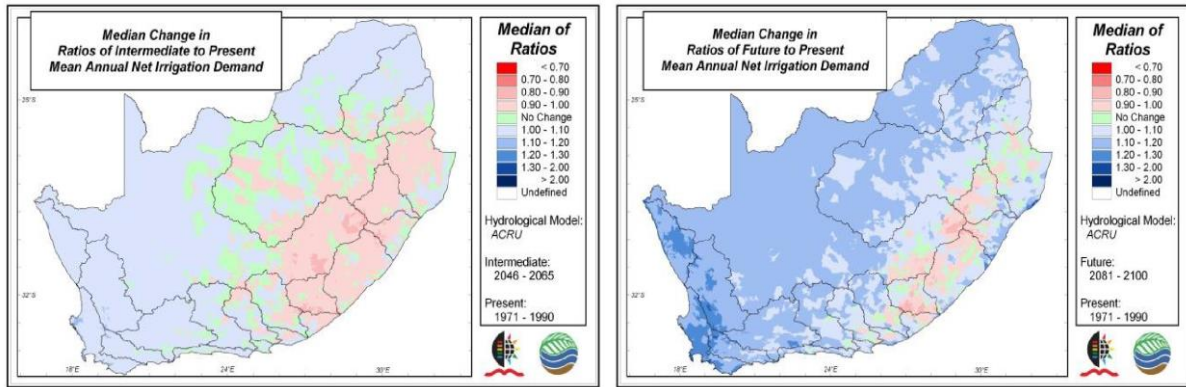 Median Change in
Ratios of Intermediate to Present
Mean Annual Net Irrigation Demand
Median of
Ratios
< 0.70
0.70 - 0.80
0.80 - 0.90
0.90 - 1.00
No Change
1.00 - 1.10
1.10 - 1.20
1.20 - 1.30
1.30 - 2.00
> 2.00
Undefined
Hydrological Model:
ACRU
Intermediate:
2046 - 2065
Present:
1971 - 1990
25°S
32°S
18°E
24°E
30°E
Median Change in
Ratios of Future to Present
Mean Annual Net Irrigation Demand
Median of
Ratios
< 0.70
0.70 - 0.80
0.80 - 0.90
0.90 - 1.00
No Change
1.00 - 1.10
1.10 - 1.20
1.20 - 1.30
1.30 - 2.00
> 2.00
Undefined
Hydrological Model:
ACRU
Future:
2081 - 2100
Present:
1971 - 1990
25°S
32°S
18°E
24°E
30°E